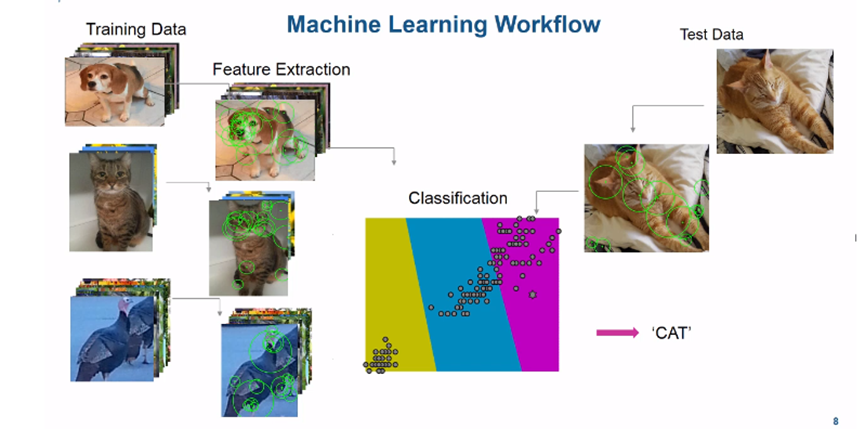 Machine Learning Workflow
Training Data
Test Data
Feature Extraction
Classification
'CAT'
8